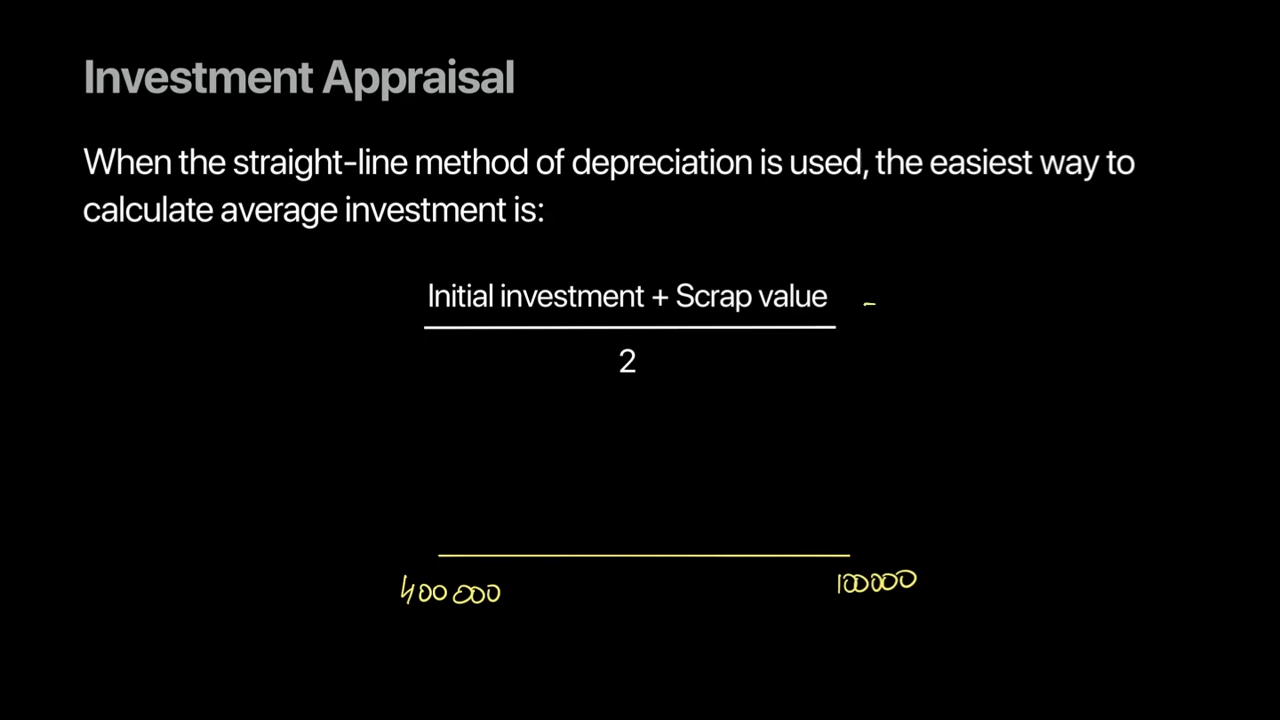 Investment Appraisal
When the straight-line method of depreciation is used, the easiest way to
calculate average investment is:
Initial investment + Scrap value -
2
400 000 100000